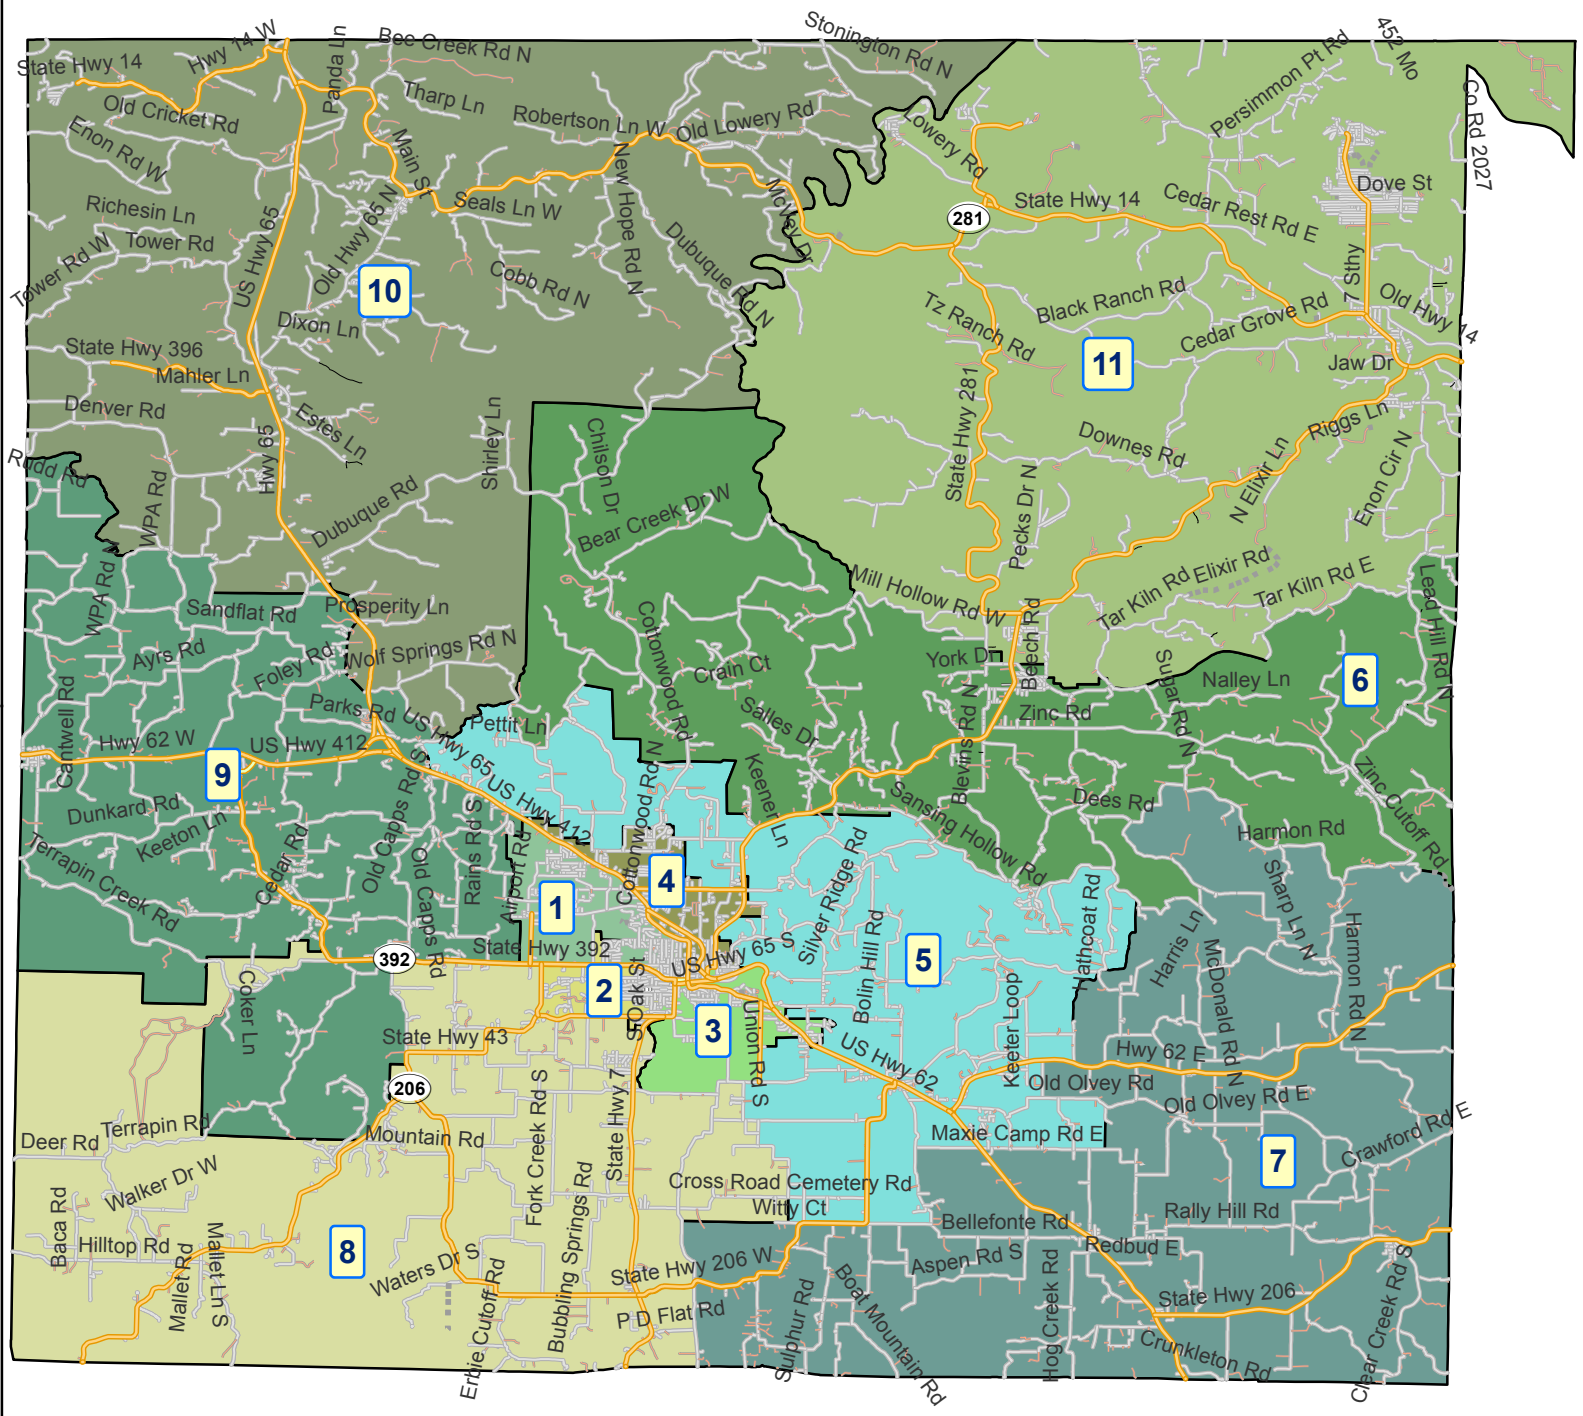 Stonington Rd N
452 Mo
Bee Creek Rd N
Hwy 14 W
Panda Ln
State Hwy 14
Persimmon Pt Rd
Co Rd 2027
Old Cricket Rd
Tharp Ln
Robertson Ln W
Old Lowery Rd
Lowery Rd
Enon Rd W
Main St
New Hope Rd N
McVey Dr
Dove St
Richesin Ln
Seals Ln W
281
State Hwy 14
Cedar Rest Rd E
Tower Rd
Tower Rd W
US Hwy 65
Old Hwy 65 N
Dubuque Rd N
Cobb Rd N
10
7 Sthy
Old Hwy 14
Dixon Ln
Tz Ranch Rd
Black Ranch Rd
Cedar Grove Rd
State Hwy 396
Mahler Ln
11
Jaw Dr
Denver Rd
Estes Ln
Shirley Ln
Chilson Dr
State Hwy 281
Downes Rd
Riggs Ln
Rudd Rd
Hwy 65
WPA Rd
N Elixir Ln
Enon Cir N
Dubuque Rd
Bear Creek Dr W
Pecks Dr N
Mill Hollow Rd W
Tar Kiln Rd
Elixir Rd
Tar Kiln Rd E
Lead Hill Rd N
WPA Rd
Sandflat Rd
Prosperity Ln
Cottonwood Rd
Beech Rd
Ayrs Rd
Foley Rd
Wolf Springs Rd N
Crain Ct
York Dr
Sugar Rd N
Nalley Ln
6
Cantwell Rd
Parks Rd
US Hwy 65
Pettit Ln
Salles Dr
Blevins Rd N
Zinc Rd
Hwy 62 W
US Hwy 412
9
Old Capps Rd S
US Hwy 412
Cottonwood Rd N
Keener Ln
Sansing Hollow Rd
Dees Rd
Zinc Cutoff Rd
Dunkard Rd
Keeton Ln
Rains Rd S
Harmon Rd
Terrapin Creek Rd
Cedar Rd
Old Capps Rd
Airport Rd
1
4
Silver Ridge Rd
Hathcoat Rd
Sharp Ln N
Harris Ln
Harmon Rd N
392
State Hwy 392
US Hwy 65 S
Bolin Hill Rd
5
McDonald Rd N
Coker Ln
2
S Oak St
3
Union Rd S
State Hwy 43
US Hwy 62
Keeter Loop
Hwy 62 E
206
Old Olvey Rd
Old Olvey Rd E
Deer Rd
Terrapin Rd
Mountain Rd
Fork Creek Rd S
State Hwy 7
Maxie Camp Rd E
Crawford Rd E
7
Walker Dr W
Cross Road Cemetery Rd
Witty Ct
Baca Rd
Hilltop Rd
Mallet Rd
Mallet Ln S
8
Waters Dr S
Bubbling Springs Rd
Bellefonte Rd
Rally Hill Rd
Redbud E
Aspen Rd S
State Hwy 206 W
Erbie Cutoff Rd
P D Flat Rd
Sulphur Rd
Boat Mountain Rd
Hog Creek Rd
State Hwy 206
Crunkleton Rd
Clear Creek Rd S